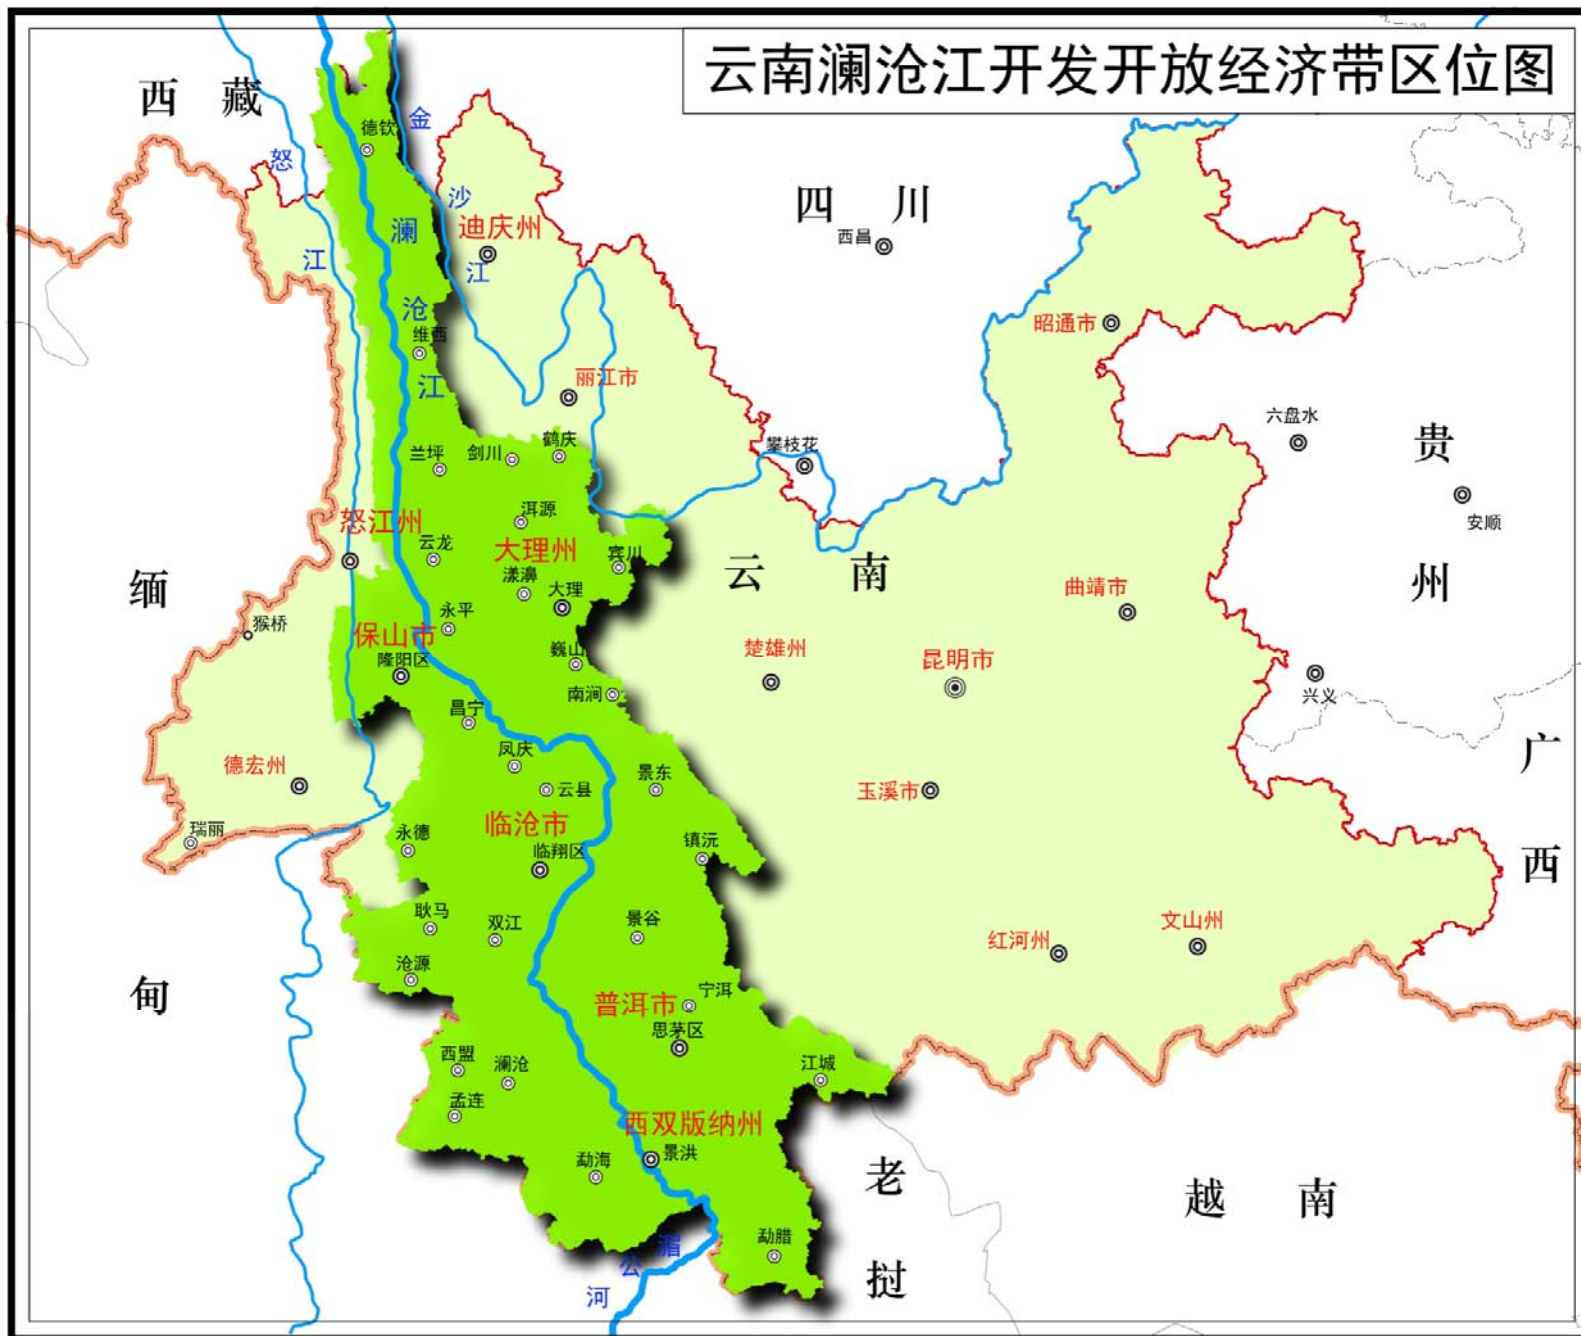 云南澜沧江开发开放经济带区位图
西 藏
金
德钦
怒
沙
四 川
迪庆州
澜
西昌
江
江
沧
昭通市
维西
丽江市
江
六盘水
贵
鹤庆
攀枝花
兰坪
剑川
安顺
洱源
怒江州
云龙
大理州
宾川
云 南
缅
漾濞
大理
曲靖市
州
永平
猴桥
保山市
巍山
楚雄州
昆明市
隆阳区
南涧
兴义
昌宁
凤庆
广
德宏州
景东
云县
玉溪市
瑞丽
永德
临沧市
镇沅
临翔区
西
耿马
双江
景谷
文山州
红河州
沧源
甸
宁洱
普洱市
思茅区
西盟
澜沧
江城
孟连
西双版纳州
勐海
景洪
老
越 南
勐腊
湄
公
挝
河